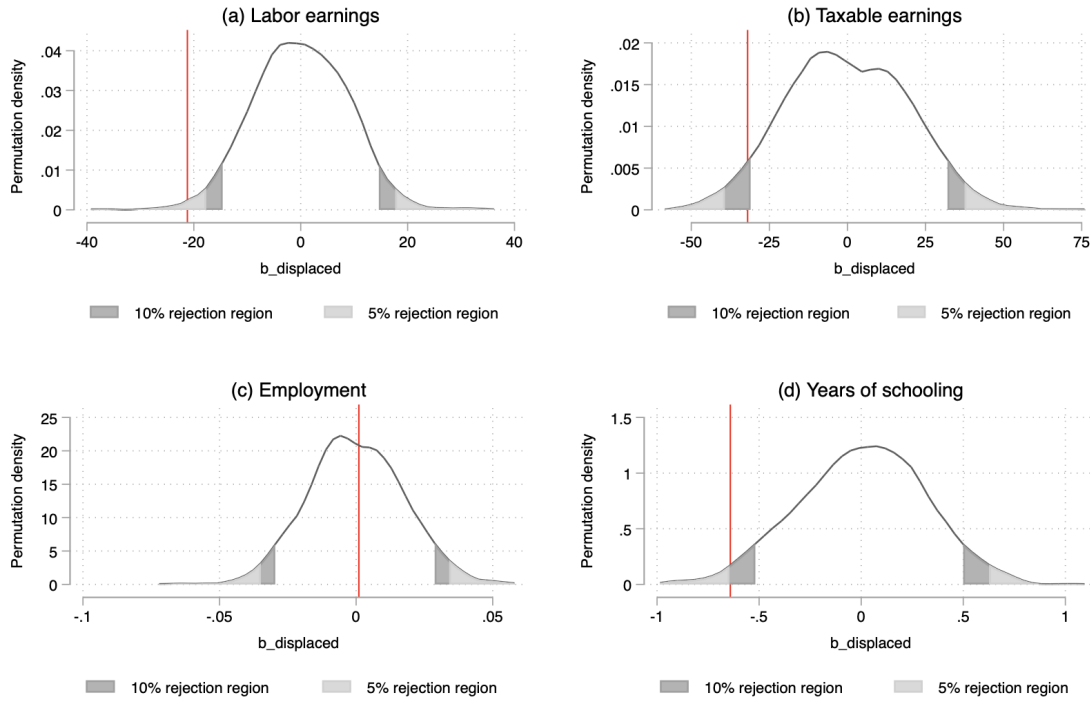 (a) Labor earnings
Permutation density
.04
.03
.02
.01
0
-40 -20 0 20 40
b_displaced
10% rejection region 5% rejection region
(b) Taxable earnings
Permutation density
.02
.015
.01
.005
0
-50 -25 0 25 50 75
b_displaced
10% rejection region 5% rejection region
(c) Employment
Permutation density
25
20
15
10
5
0
-.1 -.05 0 .05
b_displaced
10% rejection region 5% rejection region
(d) Years of schooling
Permutation density
1.5
1
.5
0
-1 -.5 0 .5 1
b_displaced
10% rejection region 5% rejection region